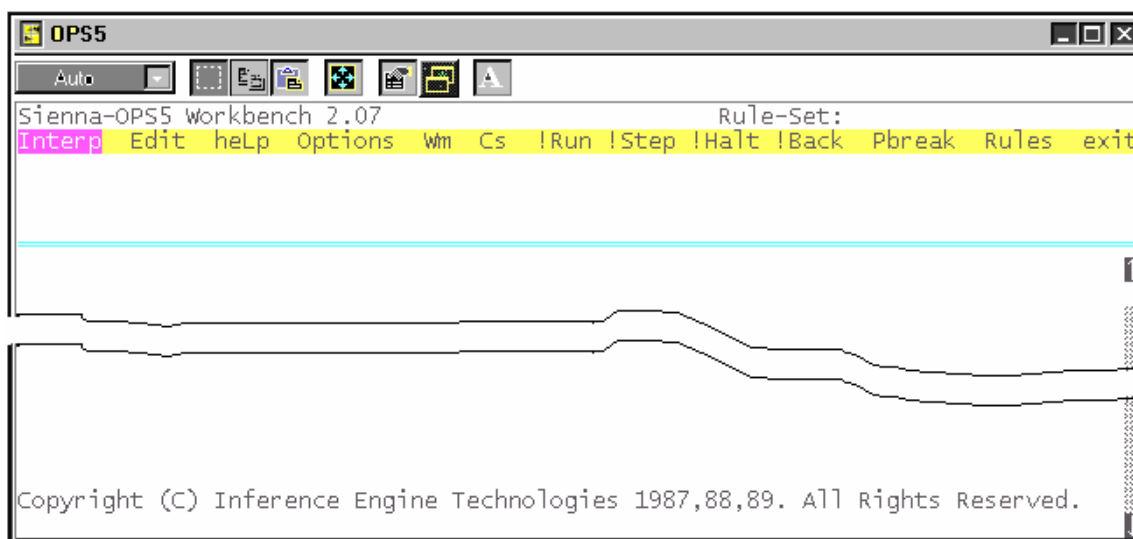 OPS5
Auto
A
Sienna-OPS5 Workbench 2.07 Rule-Set:
Interp Edit heLp Options Wm Cs !Run !Step !Halt !Back Pbreak Rules exit
Copyright (C) Inference Engine Technologies 1987,88,89. All Rights Reserved.